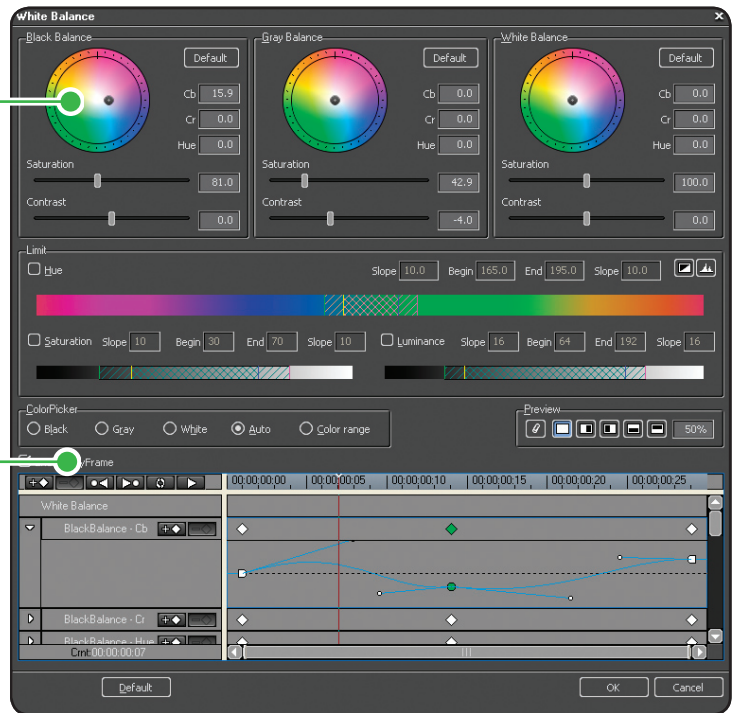 White Balance x
Black Balance
Default
Cb 15.9
Cr 0.0
Hue 0.0
Saturation
81.0
Contrast
0.0
Gray Balance
Default
Cb 0.0
Cr 0.0
Hue 0.0
Saturation
42.9
Contrast
-4.0
White Balance
Default
Cb 0.0
Cr 0.0
Hue 0.0
Saturation
100.0
Contrast
0.0
Limit
Hue Slope 10.0 Begin 165.0 End 195.0 Slope 10.0
Saturation Slope 10 Begin 30 End 70 Slope 10
Luminance Slope 16 Begin 64 End 192 Slope 16
ColorPicker
Black Gray White Auto Color range
Preview
50%
yFrame
00:00:00:00 00:00:00:05 00:00:00:10 00:00:00:15 00:00:00:20 00:00:00:25
White Balance
BlackBalance - Cb
BlackBalance - Cr
BlackBalance - Hue
Crnt:00:00:00:07
Default OK Cancel